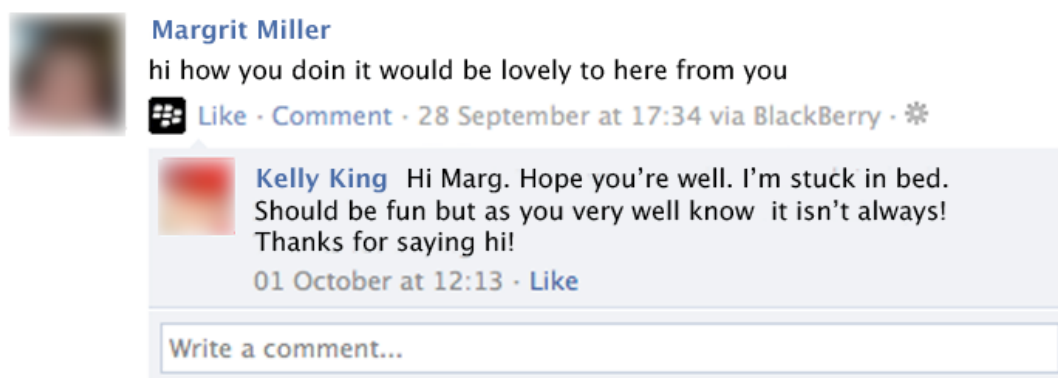 Margrit Miller
hi how you doin it would be lovely to here from you
Like · Comment · 28 September at 17:34 via BlackBerry ·
Kelly King Hi Marg. Hope you're well. I'm stuck in bed.
Should be fun but as you very well know it isn't always!
Thanks for saying hi!
01 October at 12:13 · Like
Write a comment...